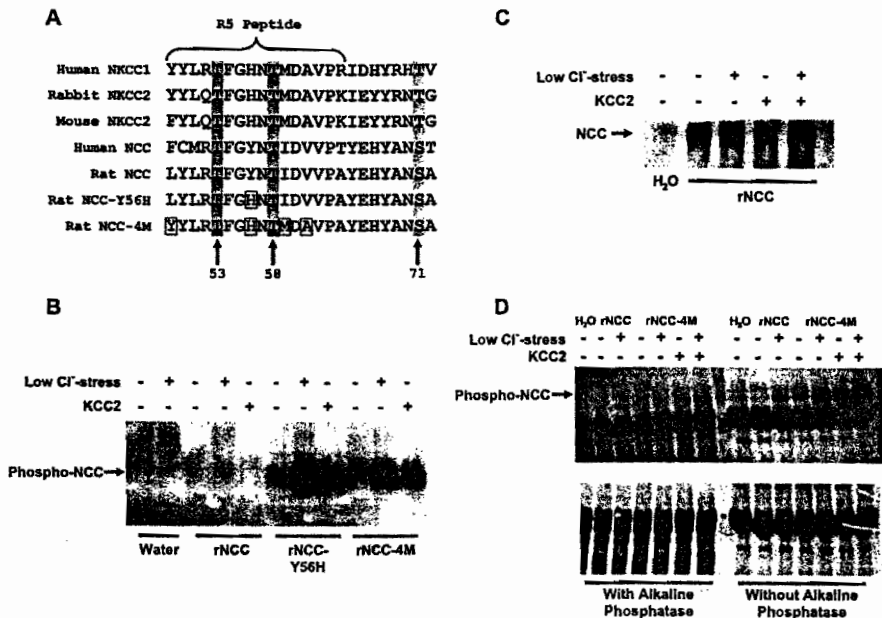 A
R5 Peptide
Human NKCC1 YYLRTFGHNTMDAVPRIDHYRHTV
Rabbit NKCC2 YYLQTFGHNTMDAVPKIEYYRNTG
Mouse NKCC2 FYLQTFGHNTMDAVPKIEYYRNTG
Human NCC FCMRTFGYNTIDVVPTYEHYANST
Rat NCC LYLRTFGYNTIDVVPAYEHYANSA
Rat NCC-Y56H LYLRTFGHNTIDVVPAYEHYANSA
Rat NCC-4M YYLRTFGHNTMDAVPAYEHYANSA
53 58 71
B
Low Cl⁻-stress - + - + - - + - - + -
KCC2 - - - - + - - + - - +
Phospho-NCC
Water rNCC rNCC-Y56H rNCC-4M
C
Low Cl⁻-stress - - + - +
KCC2 - - - + +
NCC
H₂O
rNCC
D
H₂O rNCC rNCC-4M H₂O rNCC rNCC-4M
Low Cl⁻-stress - - + - + - + - - + - + - +
KCC2 - - - - - + + - - - - - + +
Phospho-NCC
With Alkaline Phosphatase
Without Alkaline Phosphatase